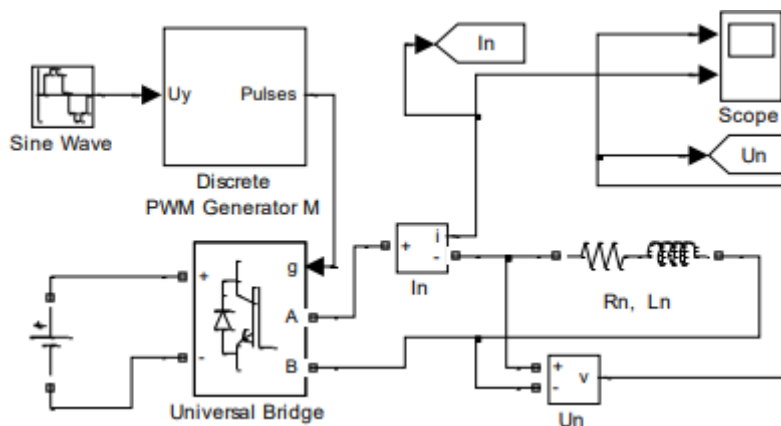 In
Uy
Pulses
Scope
Sine Wave
Un
Discrete
PWM Generator M
g
+
i
-
+
A
In
Rn, Ln
-
B
+
-
v
Universal Bridge
Un